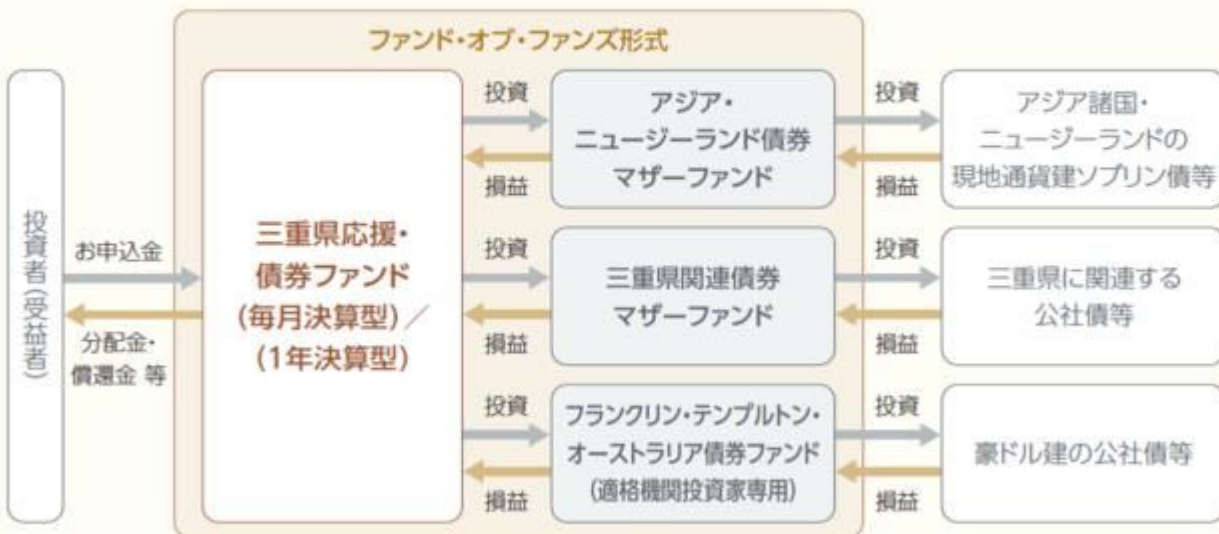 ファンド・オブ・ファンズ形式
投資者(受益者)
お申込金
分配金・
償還金 等
三重県応援・
債券ファンド
(毎月決算型)／
(1年決算型)
投資
損益
アジア・
ニュージーランド債券
マザーファンド
投資
損益
アジア諸国・
ニュージーランドの
現地通貨建ソブリン債等
投資
損益
三重県関連債券
マザーファンド
投資
損益
三重県に関連する
公社債等
投資
損益
フランクリン・テンプルトン・
オーストラリア債券ファンド
(適格機関投資家専用)
投資
損益
豪ドル建の公社債等